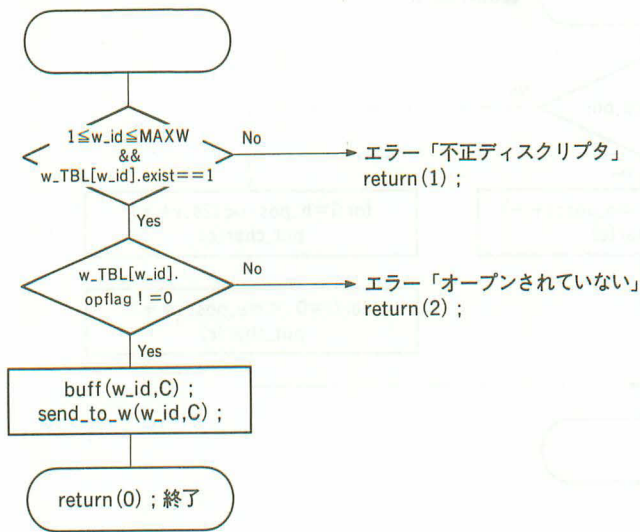 1≦w_id≦MAXW
&&
w_TBL[w_id].exist==1
No
エラー「不正ディスクリプタ」
return(1) ;
Yes
w_TBL[w_id].
opflag！=0
No
エラー「オープンされていない」
return(2) ;
Yes
buff(w_id,C) ;
send_to_w(w_id,C) ;
return(0) ; 終了